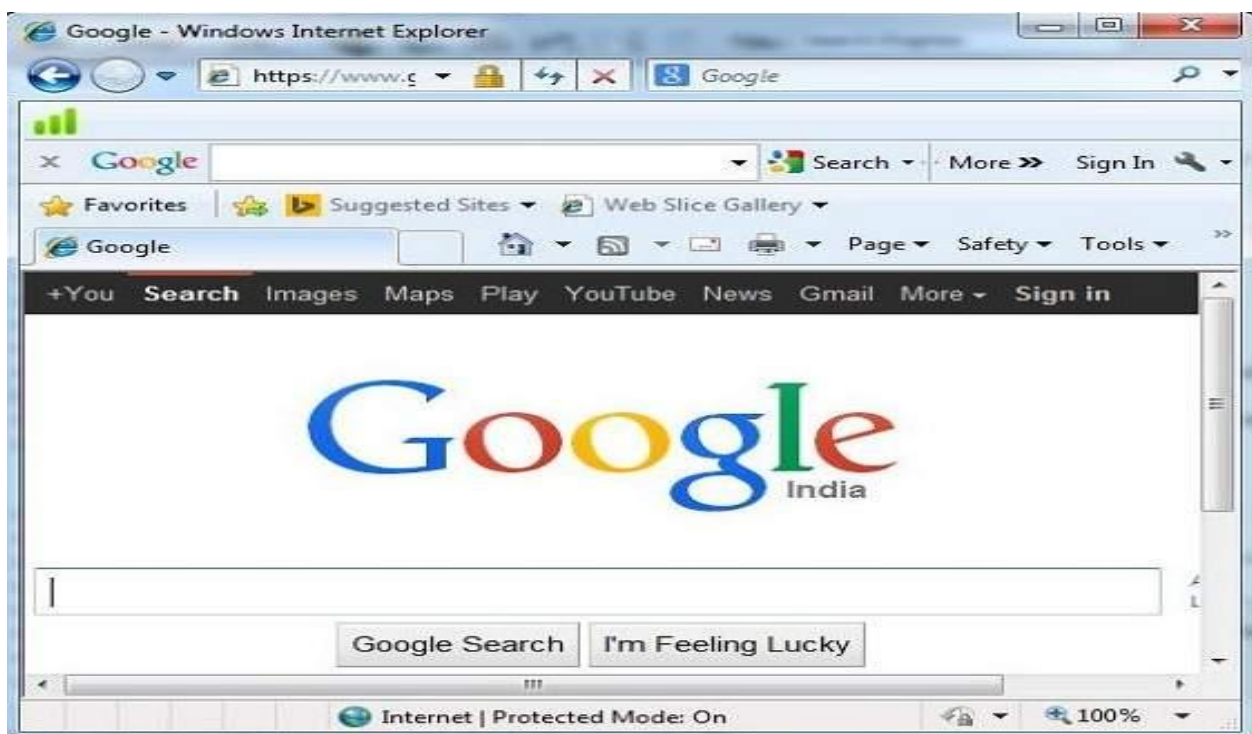 Google - Windows Internet Explorer
https://www.g Google
Google Search More >> Sign In
Favorites Suggested Sites Web Slice Gallery
Google Page Safety Tools >>
+You Search Images Maps Play YouTube News Gmail More Sign in
Google
India
Google Search I'm Feeling Lucky
Internet | Protected Mode: On 100%